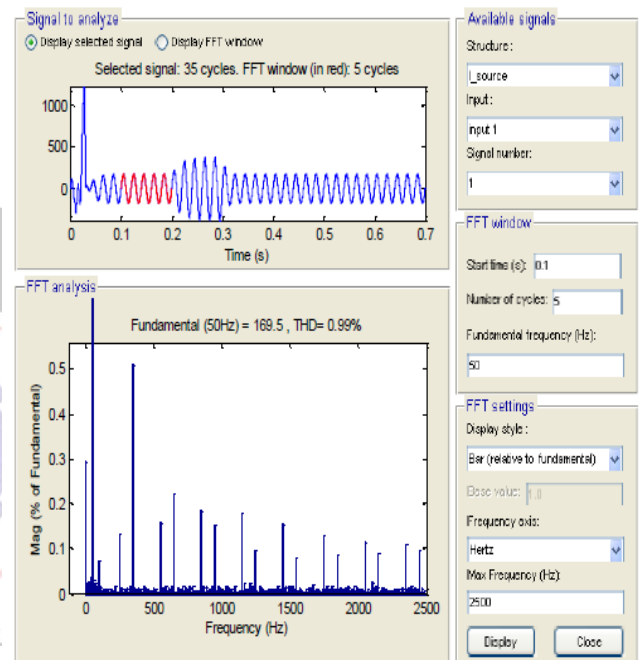 Signal to analyze
Display selected signal Display FFT window
Selected signal: 35 cycles. FFT window (in red): 5 cycles
1000
500
0
0 0.1 0.2 0.3 0.4 0.5 0.6 0.7
Time (s)
FFT analysis
Fundamental (50Hz) = 169.5 , THD= 0.99%
Mag (% of Fundamental)
0.5
0.4
0.3
0.2
0.1
0
0 500 1000 1500 2000 2500
Frequency (Hz)
Available signals
Structure :
I_source
Input :
input 1
Signal number:
1
FFT window
Start time (s): 0.1
Number of cycles: 5
Fundamental frequency (Hz):
50
FFT settings
Display style :
Bar (relative to fundamental)
Base value: 1.0
Frequency axis:
Hertz
Max Frequency (Hz):
2500
Display Close